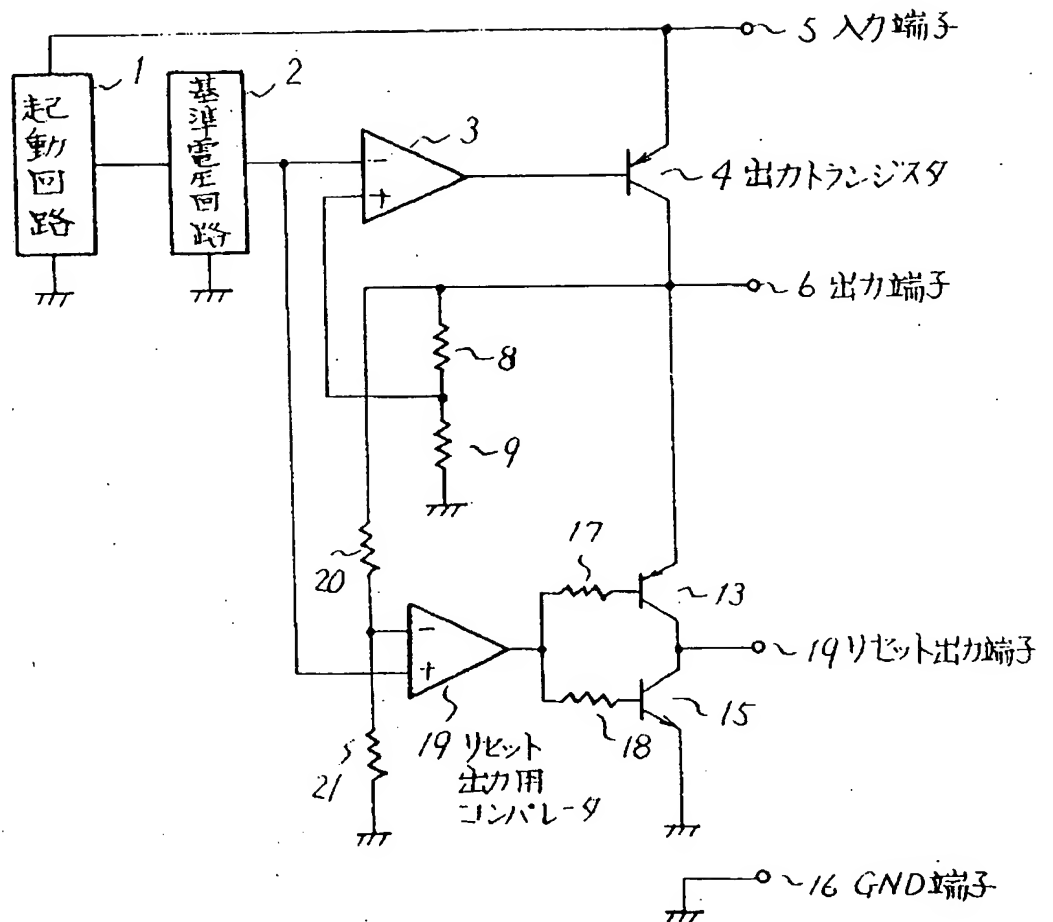 5 入力端子
1
起動回路
2
基準電圧回路
3
-
+
4 出力トランジスタ
6 出力端子
8
9
17
20
13
-
+
19 リセット出力端子
15
18
19 リセット
出力用
コンパレータ
21
16 GND端子